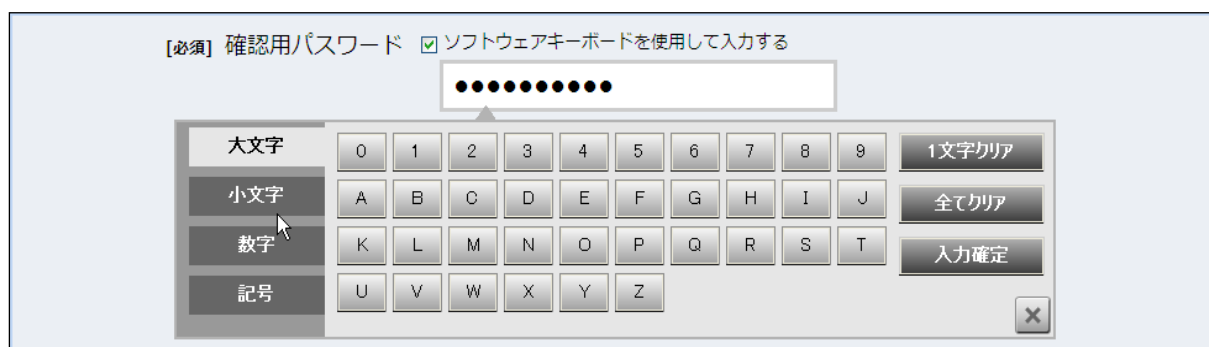 [必須] 確認用パスワード ソフトウェアキーボードを使用して入力する
●●●●●●●●●●
大文字 0 1 2 3 4 5 6 7 8 9 1文字クリア
小文字 A B C D E F G H I J 全てクリア
数字 K L M N O P Q R S T 入力確定
記号 U V W X Y Z
×